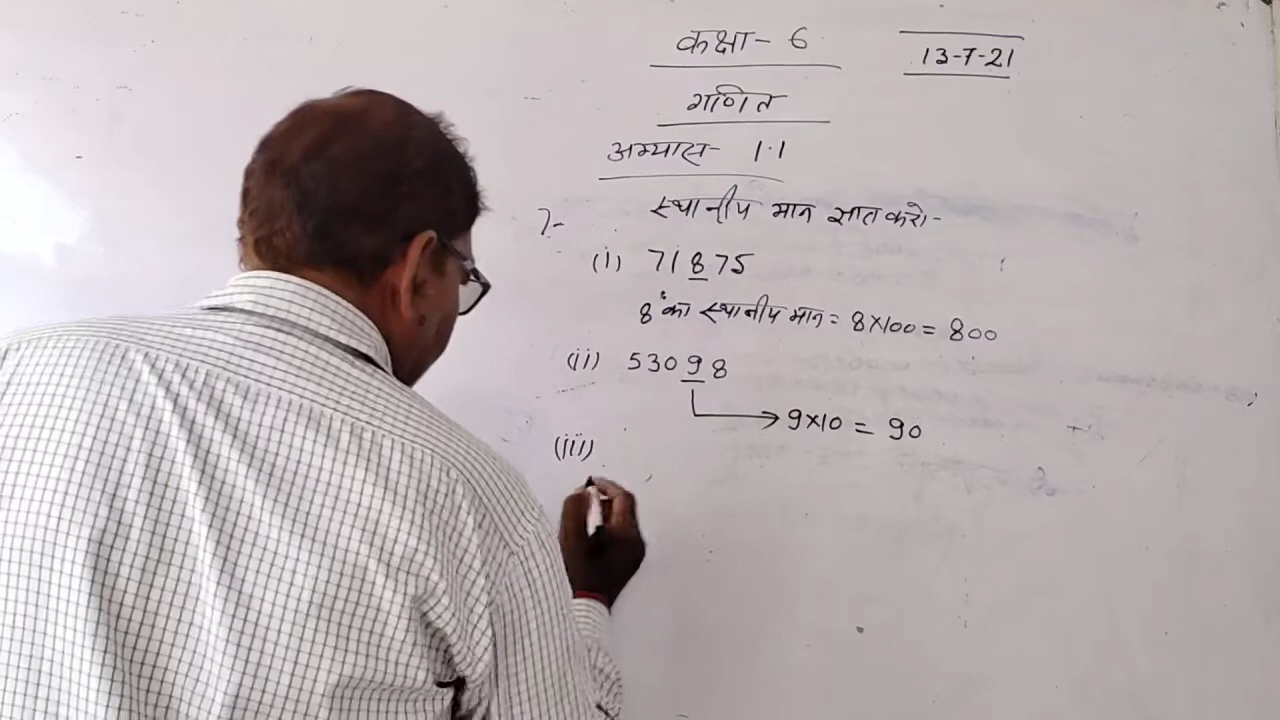 कक्षा- 6
13-7-21
गणित
अभ्यास- 1.1
7- स्थानीय मान ज्ञात करो-
(i) 71875
8 का स्थानीय मान = 8×100 = 800
(ii) 53098
9×10 = 90
(iii)